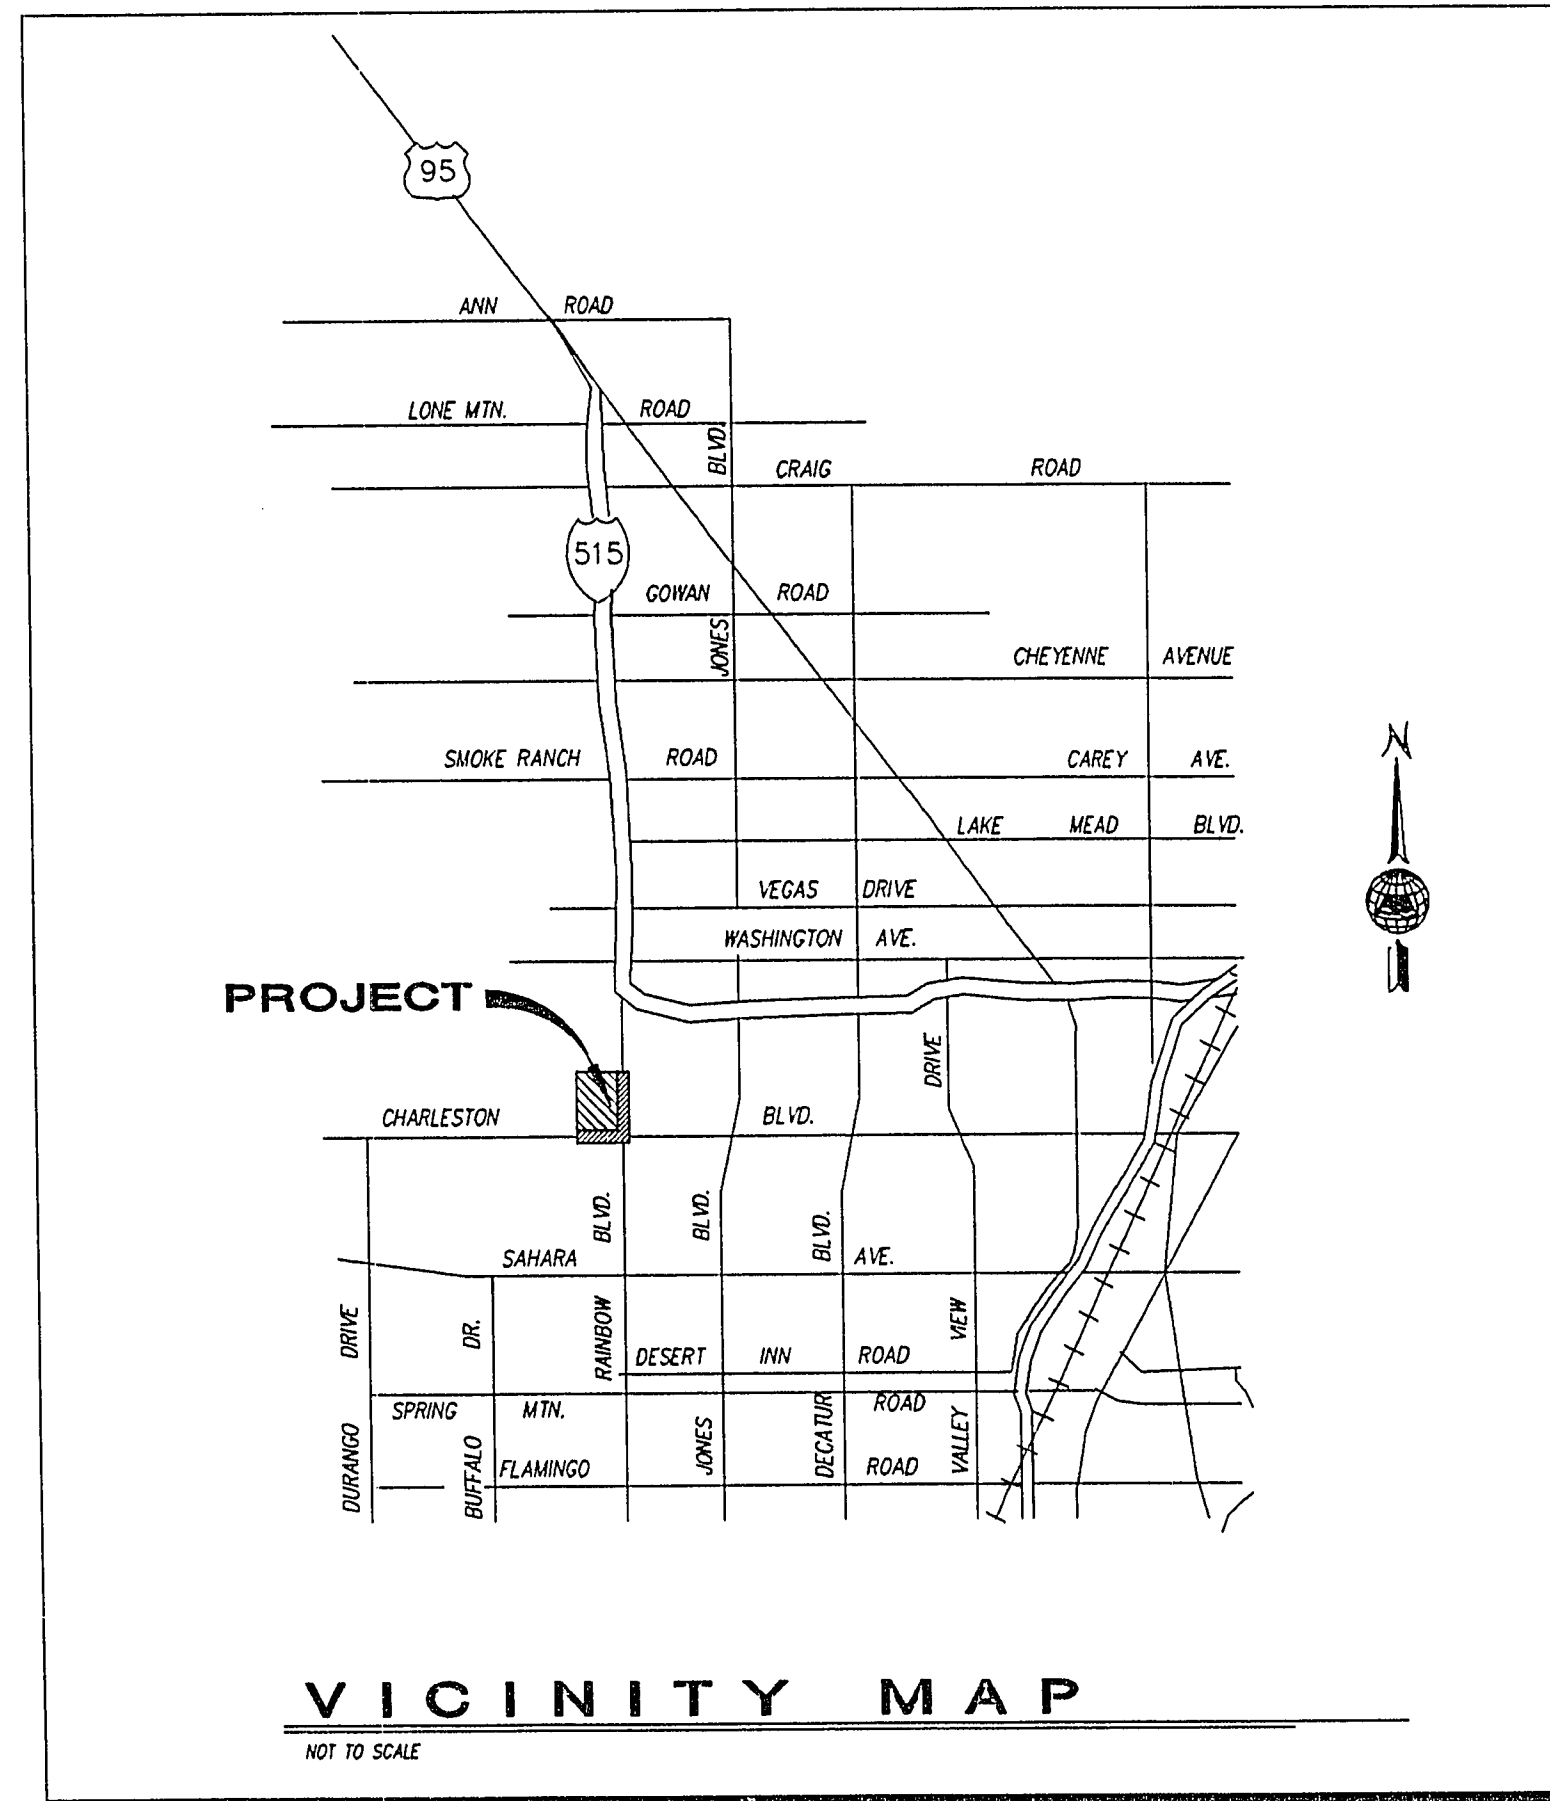 95
ANN ROAD
LONE MTN. ROAD
BLVD.
CRAIG ROAD
515
GOWAN ROAD
JONES
CHEYENNE AVENUE
SMOKE RANCH ROAD CAREY AVE.
LAKE MEAD BLVD.
VEGAS DRIVE
WASHINGTON AVE.
N
PROJECT
DRIVE
CHARLESTON BLVD.
BLVD.
BLVD.
BLVD.
SAHARA AVE.
DRIVE
DR.
RAINBOW
VIEW
DESERT INN ROAD
SPRING MTN. ROAD
DURANGO
BUFFALO
JONES
DECATUR
VALLEY
FLAMINGO ROAD
VICINITY MAP
NOT TO SCALE